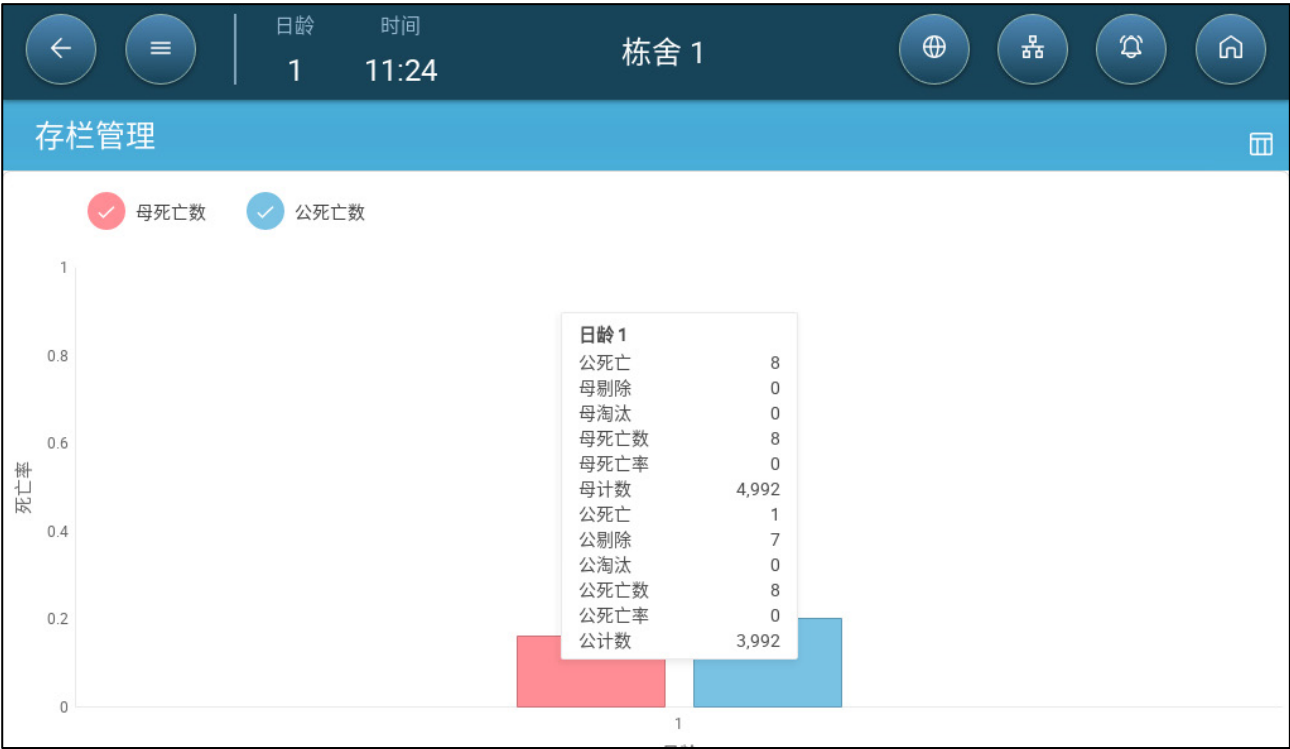 日龄 时间
1 11:24 栋舍 1
存栏管理
母死亡数 公死亡数
1
0.8
0.6
0.4
0.2
0
死亡率
日龄 1
公死亡 8
母剔除 0
母淘汰 0
母死亡数 8
母死亡率 0
母计数 4,992
公死亡 1
公剔除 7
公淘汰 0
公死亡数 8
公死亡率 0
公计数 3,992
1